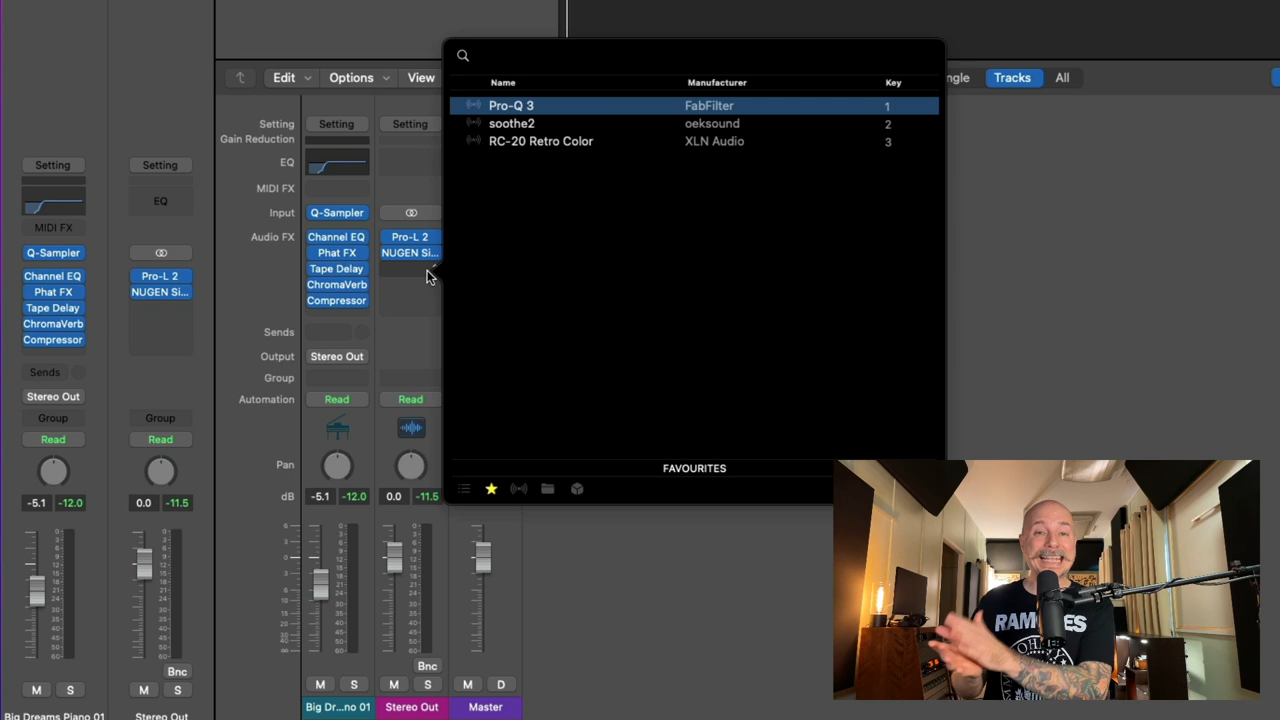 Edit
Options
View
ngle
Tracks
All
Name
Manufacturer
Key
Pro-Q 3
FabFilter
1
soothe2
oeksound
2
RC-20 Retro Color
XLN Audio
3
FAVOURITES
Setting
Gain Reduction
EQ
MIDI FX
Input
Audio FX
Sends
Output
Group
Automation
Pan
dB
Setting
Q-Sampler
Channel EQ
Phat FX
Tape Delay
ChromaVerb
Compressor
Stereo Out
Read
-5.1
-12.0
M
S
Big Dr...no 01
Setting
Pro-L 2
NUGEN Si...
Read
0.0
-11.5
Bnc
M
S
Stereo Out
M
D
Master
Setting
MIDI FX
Q-Sampler
Channel EQ
Phat FX
Tape Delay
ChromaVerb
Compressor
Sends
Stereo Out
Group
Read
-5.1
-12.0
M
S
Big Dreams Piano 01
Setting
EQ
Pro-L 2
NUGEN Si...
Group
Read
0.0
-11.5
Bnc
M
S
Stereo Out
RAMONES